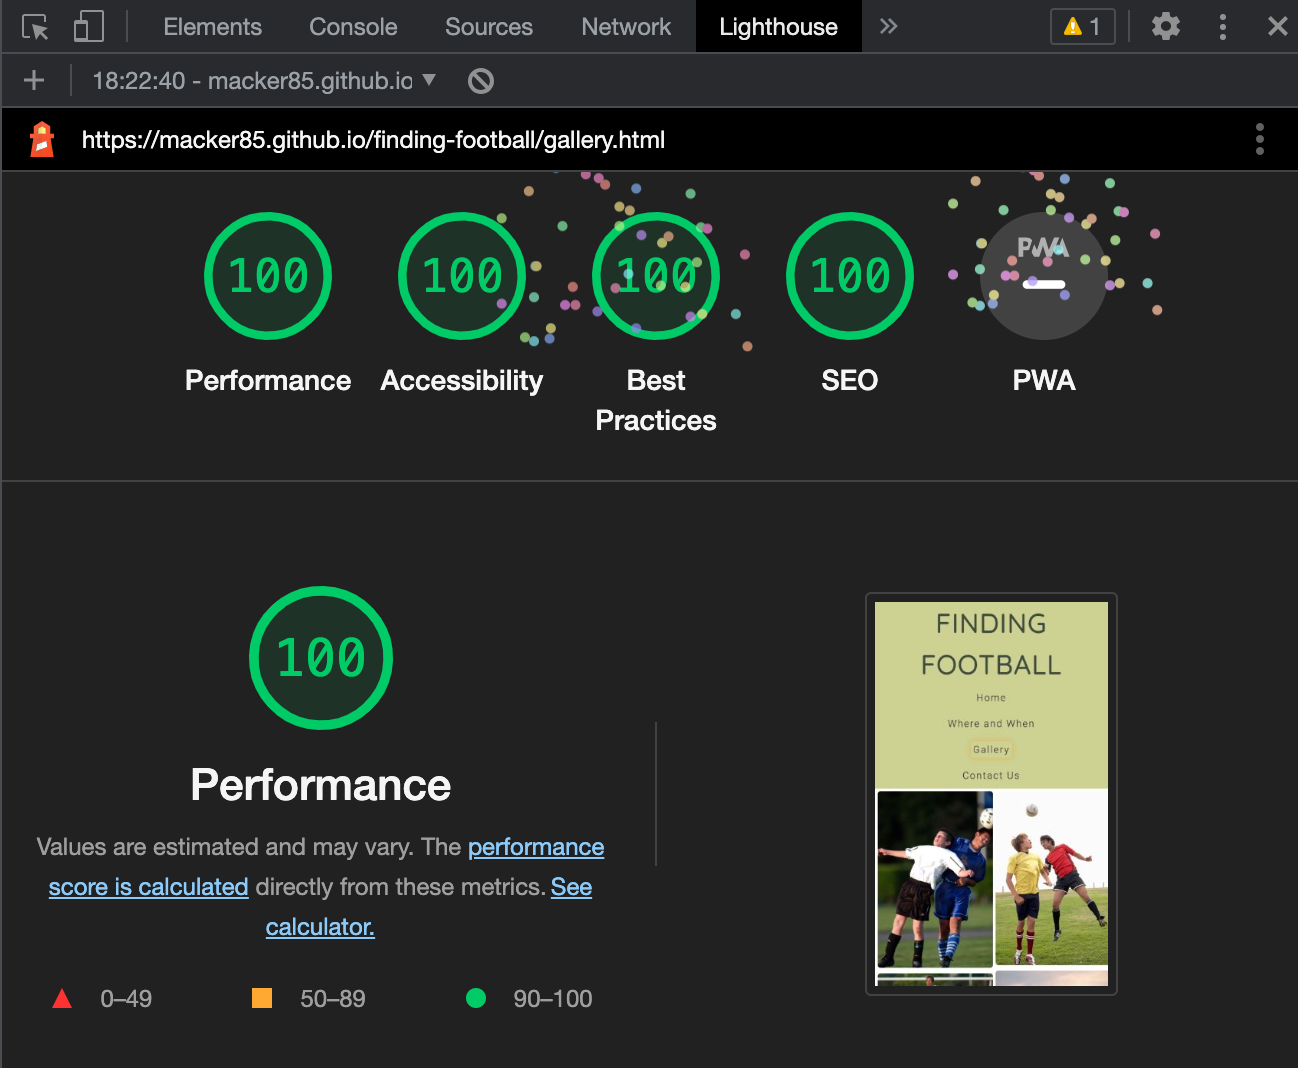 Elements Console Sources Network Lighthouse 1
18:22:40 - macker85.github.io
https://macker85.github.io/finding-football/gallery.html
100 100 100 100 PWA
Performance Accessibility Best Practices SEO PWA
100
Performance
Values are estimated and may vary. The performance
score is calculated directly from these metrics. See
calculator.
0–49 50–89 90–100
FINDING
FOOTBALL
Home
Where and When
Gallery
Contact Us